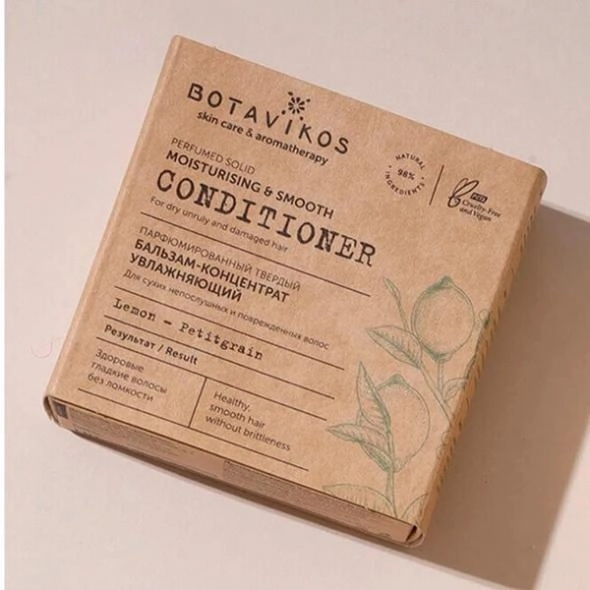 BOTAVIKOS
skin care & aromatherapy
NATURAL
98%
INGREDIENTS
PETA
Cruelty-Free
and Vegan
PERFUMED SOLID
MOISTURISING & SMOOTH
CONDITIONER
For dry unruly and damaged hair
ПАРФЮМИРОВАННЫЙ ТВЕРДЫЙ
БАЛЬЗАМ-КОНЦЕНТРАТ
УВЛАЖНЯЮЩИЙ
Для сухих непослушных и поврежденных волос
Lemon – Petitgrain
Результат / Result
Здоровые
гладкие волосы
без ломкости
Healthy,
smooth hair
without brittleness